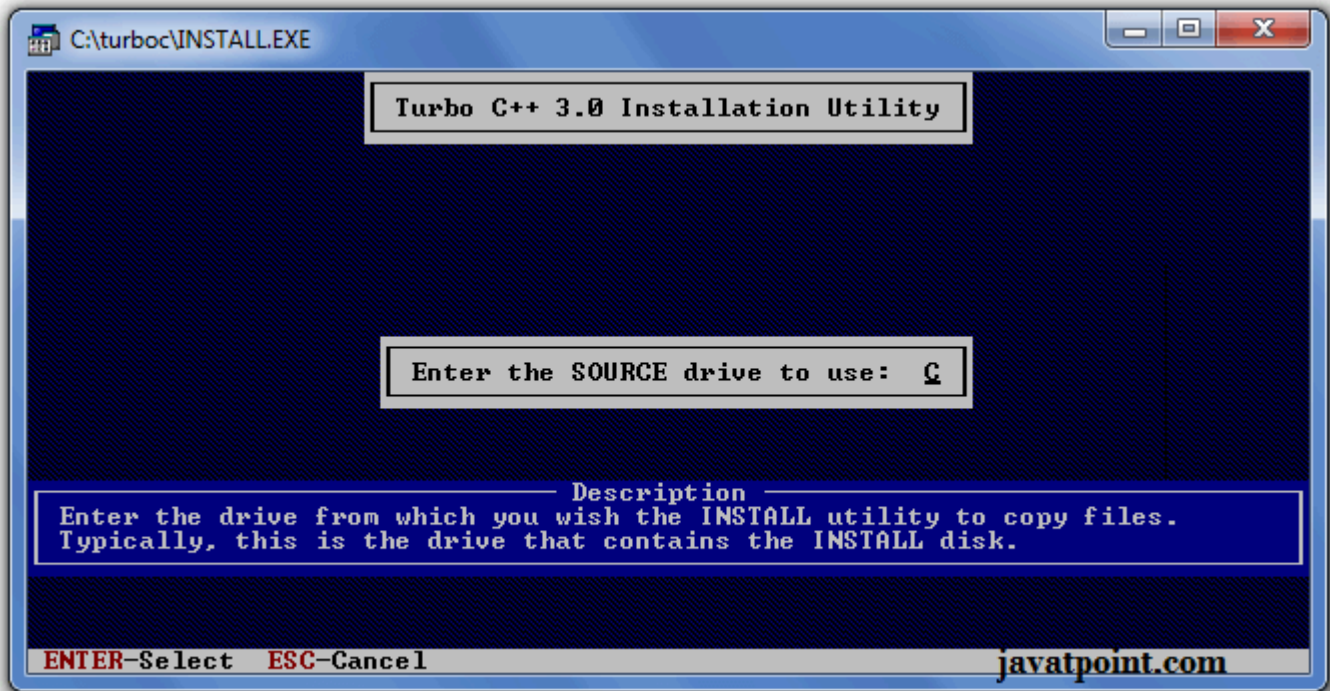 C:\turboc\INSTALL.EXE
Turbo C++ 3.0 Installation Utility
Enter the SOURCE drive to use: C
Description
Enter the drive from which you wish the INSTALL utility to copy files.
Typically, this is the drive that contains the INSTALL disk.
ENTER-Select ESC-Cancel
javatpoint.com